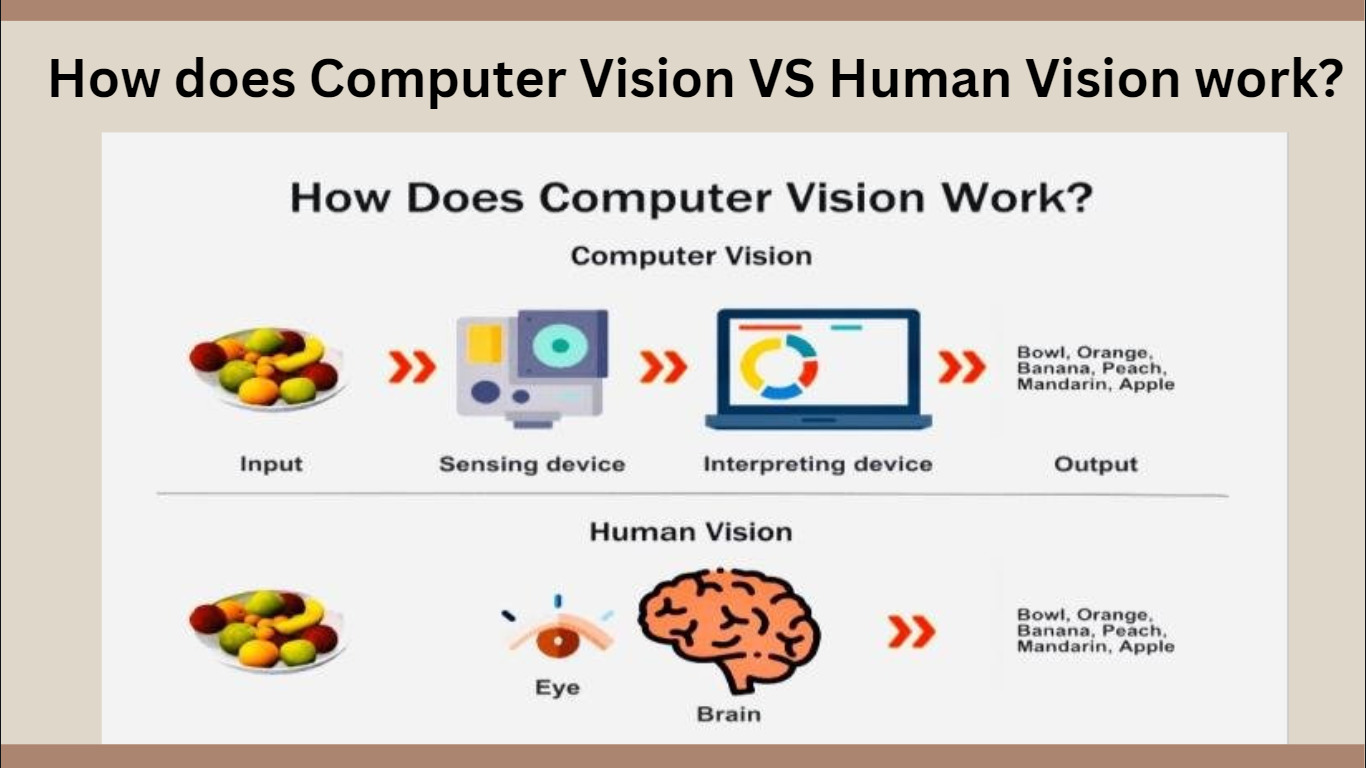 How does Computer Vision VS Human Vision work?
How Does Computer Vision Work?
Computer Vision
Bowl, Orange,
Banana, Peach,
Mandarin, Apple
Input
Sensing device
Interpreting device
Output
Human Vision
Bowl, Orange,
Banana, Peach,
Mandarin, Apple
Eye
Brain